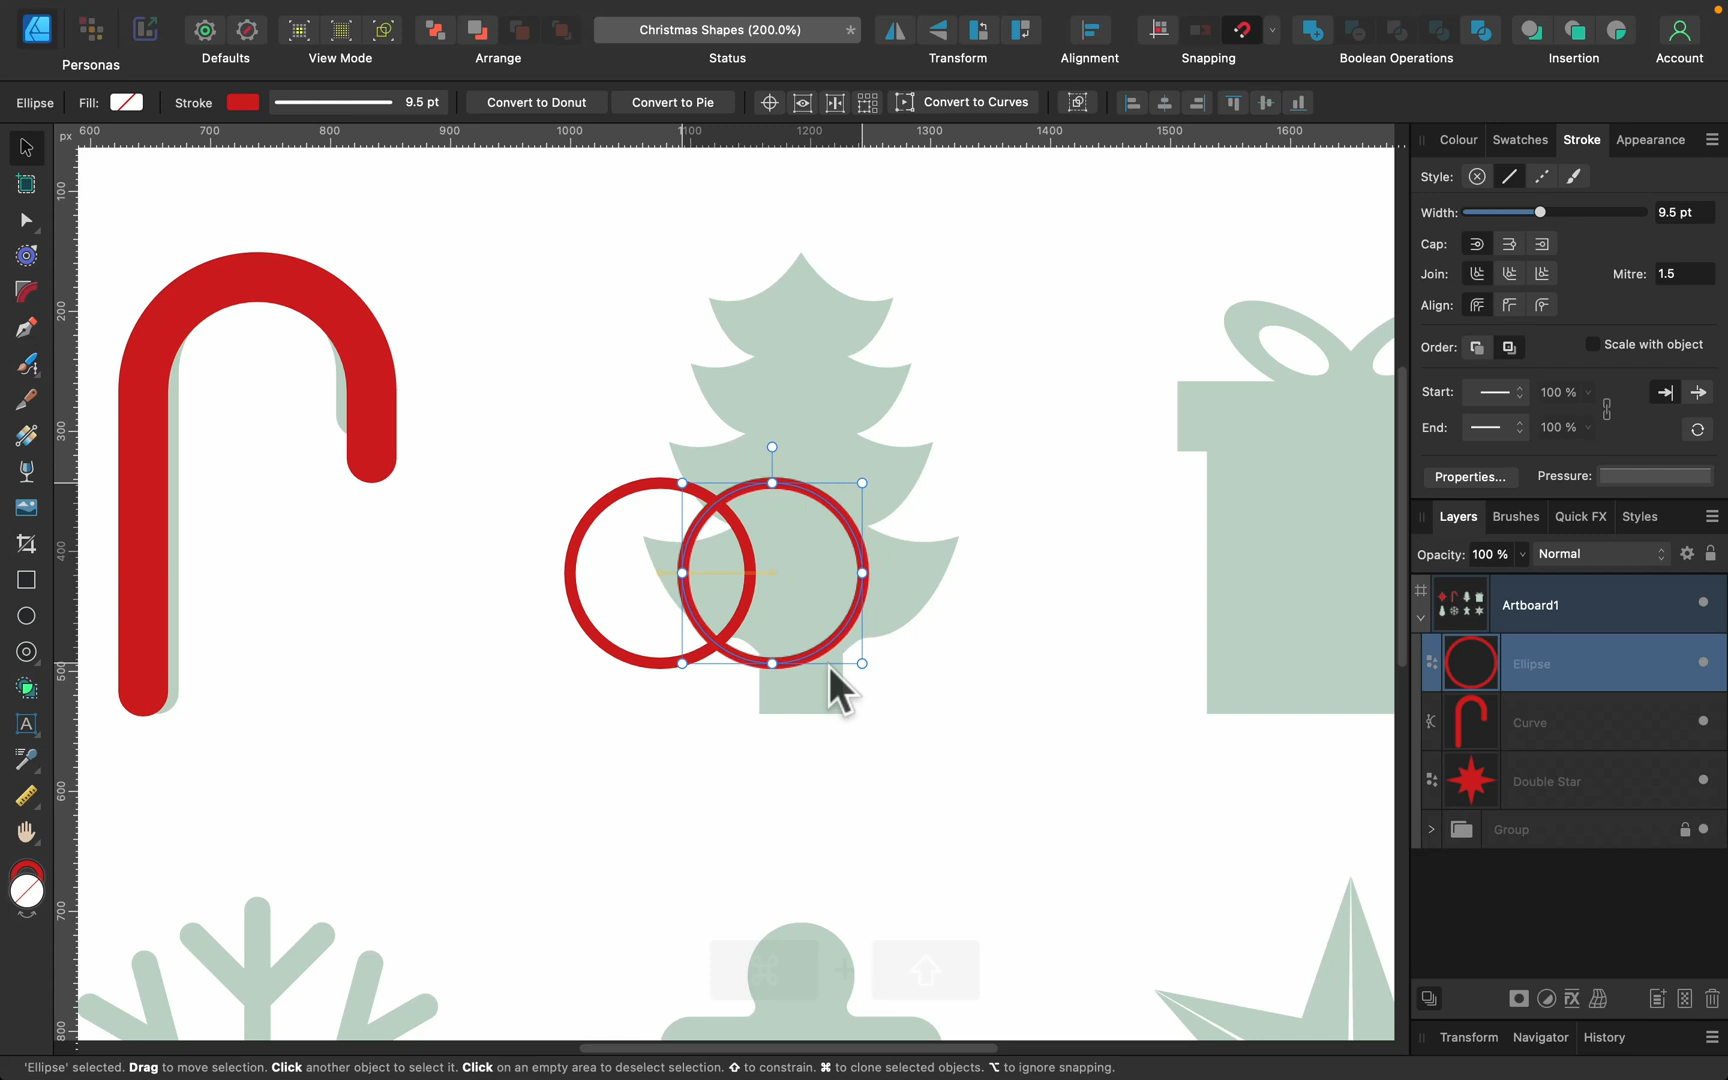 Christmas Shapes (200.0%) *
Personas
Defaults
View Mode
Arrange
Status
Transform
Alignment
Snapping
Boolean Operations
Insertion
Account
Ellipse
Fill:
Stroke
9.5 pt
Convert to Donut
Convert to Pie
Convert to Curves
px
600
700
800
900
1000
1100
1200
1300
1400
1500
1600
100
200
300
400
500
600
700
800
Colour
Swatches
Stroke
Appearance
Style:
Width:
9.5 pt
Cap:
Join:
Mitre:
1.5
Align:
Order:
Scale with object
Start:
100 %
End:
100 %
Properties...
Pressure:
Layers
Brushes
Quick FX
Styles
Opacity:
100 %
Normal
Artboard1
Ellipse
Curve
Double Star
Group
Transform
Navigator
History
⌘ + ⇧
'Ellipse' selected. Drag to move selection. Click another object to select it. Click on an empty area to deselect selection. ⇧ to constrain. ⌘ to clone selected objects. ⌥ to ignore snapping.